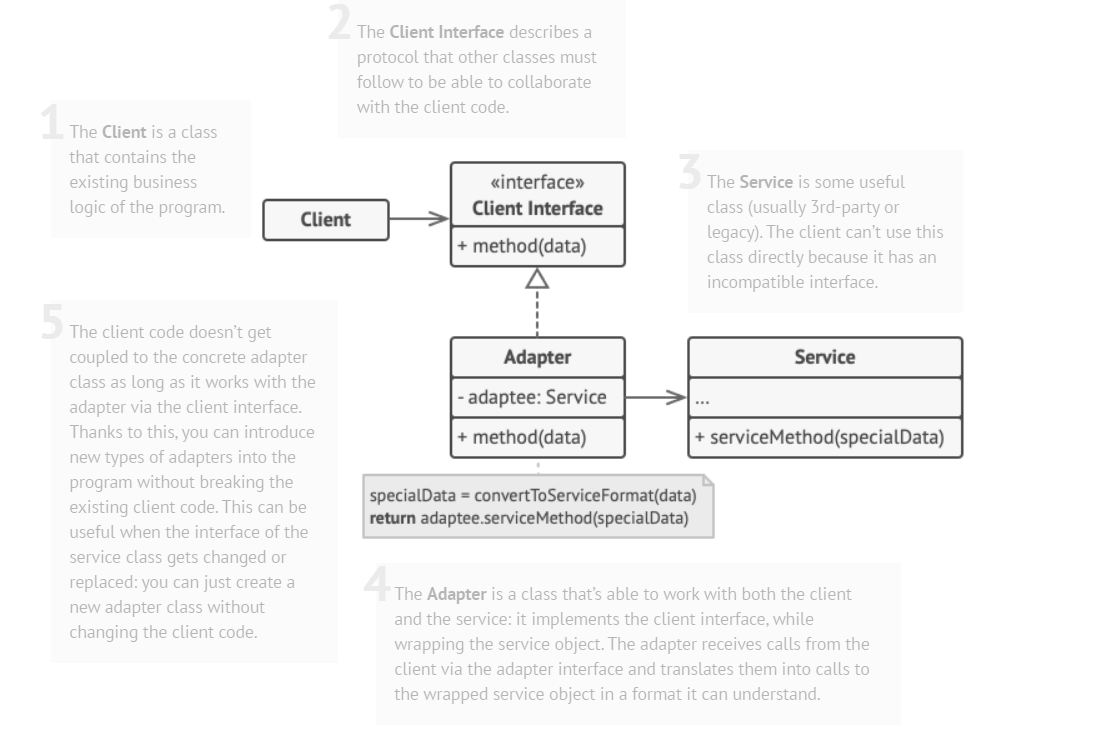 1
The Client is a class
that contains the
existing business
logic of the program.
2
The Client Interface describes a
protocol that other classes must
follow to be able to collaborate
with the client code.
3
The Service is some useful
class (usually 3rd-party or
legacy). The client can’t use this
class directly because it has an
incompatible interface.
Client
«interface»
Client Interface
+ method(data)
Adapter
- adaptee: Service
+ method(data)
Service
...
+ serviceMethod(specialData)
specialData = convertToServiceFormat(data)
return adaptee.serviceMethod(specialData)
4
The Adapter is a class that’s able to work with both the client
and the service: it implements the client interface, while
wrapping the service object. The adapter receives calls from the
client via the adapter interface and translates them into calls to
the wrapped service object in a format it can understand.
5
The client code doesn’t get
coupled to the concrete adapter
class as long as it works with the
adapter via the client interface.
Thanks to this, you can introduce
new types of adapters into the
program without breaking the
existing client code. This can be
useful when the interface of the
service class gets changed or
replaced: you can just create a
new adapter class without
changing the client code.